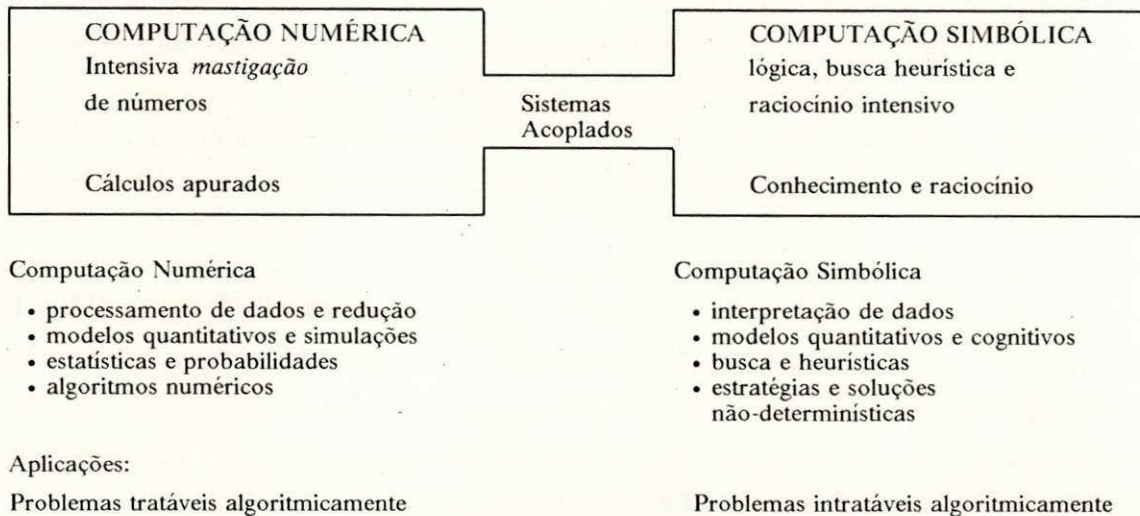 COMPUTAÇÃO NUMÉRICA
Intensiva mastigação
de números
Cálculos apurados
Sistemas
Acoplados
COMPUTAÇÃO SIMBÓLICA
lógica, busca heurística e
raciocínio intensivo
Conhecimento e raciocínio
Computação Numérica
• processamento de dados e redução
• modelos quantitativos e simulações
• estatísticas e probabilidades
• algoritmos numéricos
Computação Simbólica
• interpretação de dados
• modelos quantitativos e cognitivos
• busca e heurísticas
• estratégias e soluções
não-determinísticas
Aplicações:
Problemas tratáveis algoritmicamente
Problemas intratáveis algoritmicamente